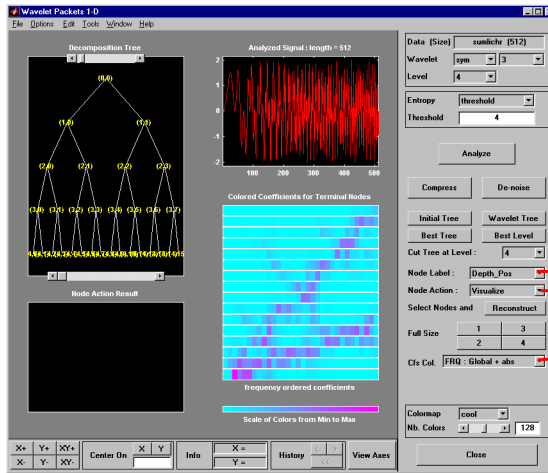 Wavelet Packets 1-D
File Options Edit Tools Window Help
Decomposition Tree
(0,0)
(1,0) (1,1)
(2,0) (2,1) (2,2) (2,3)
(3,0) (3,1) (3,2) (3,3) (3,4) (3,5) (3,6) (3,7)
Node Action Result
Analyzed Signal : length = 512
2
1
0
-1
-2
100 200 300 400 500
Colored Coefficients for Terminal Nodes
frequency ordered coefficients
Scale of Colors from Min to Max
Data (Size) sumlichr (512)
Wavelet sym 3
Level 4
Entropy threshold
Threshold 4
Analyze
Compress De-noise
Initial Tree Wavelet Tree
Best Tree Best Level
Cut Tree at Level : 4
Node Label : Depth_Pos
Node Action : Visualize
Select Nodes and Reconstruct
Full Size 1 3
2 4
Cfs Col. FRQ : Global + abs
Colormap cool
Nb. Colors 128
Close
X+ Y+ XY+
X- Y- XY-
Center On X Y
Info X =
Y =
History < >
<<
View Axes